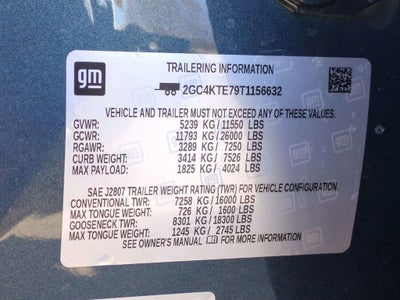 gm
TRAILERING INFORMATION
2GC4KTE79T1156632
VEHICLE AND TRAILER MUST NOT EXCEED ANY OF THESE VALUES:
GVWR: 5239 KG / 11550 LBS
GCWR: 11793 KG / 26000 LBS
RGAWR: 3289 KG / 7250 LBS
CURB WEIGHT: 3414 KG / 7526 LBS
MAX PAYLOAD: 1825 KG / 4024 LBS
SAE J2807 TRAILER WEIGHT RATING (TWR) FOR VEHICLE CONFIGURATION.
CONVENTIONAL TWR: 7258 KG / 16000 LBS
MAX TONGUE WEIGHT: 726 KG / 1600 LBS
GOOSENECK TWR: 8301 KG / 18300 LBS
MAX TONGUE WEIGHT: 1245 KG / 2745 LBS
SEE OWNER'S MANUAL FOR MORE INFORMATION